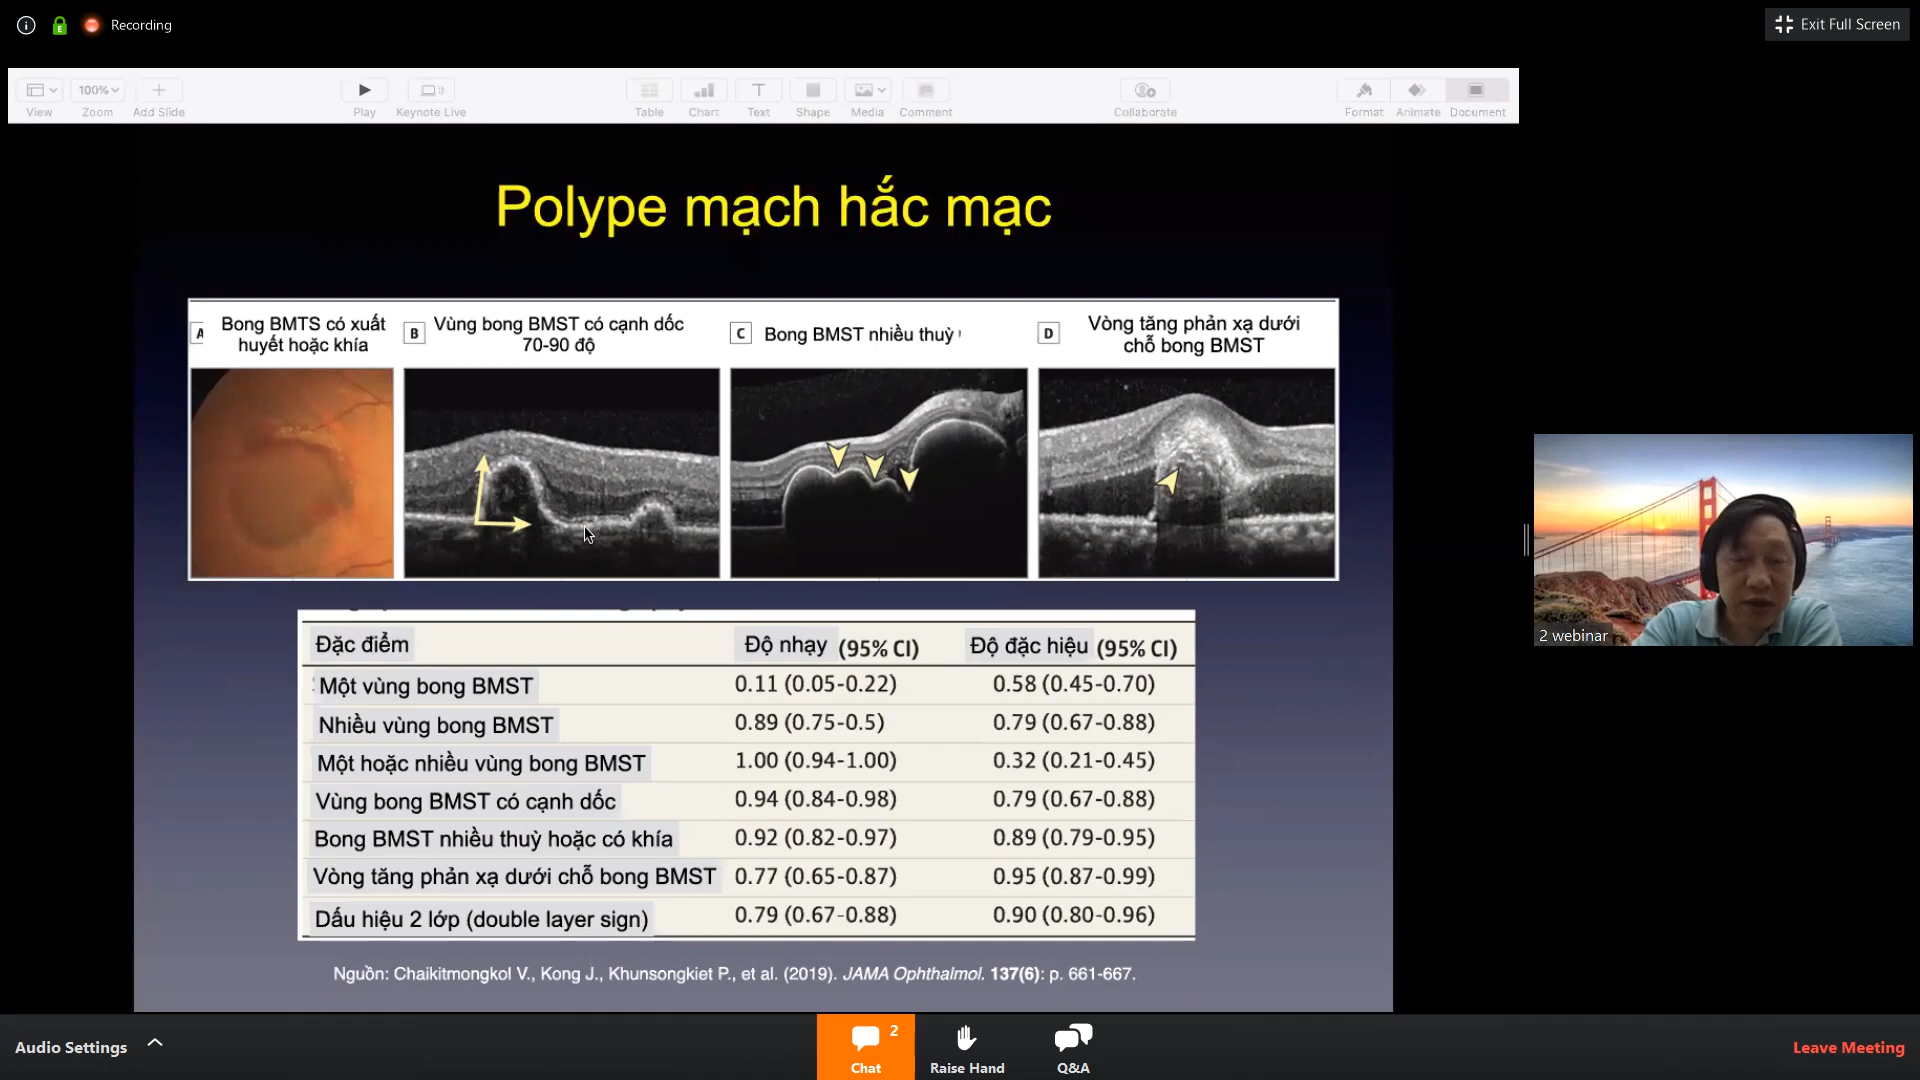 Recording
Exit Full Screen
100%
View
Zoom
Add Slide
Play
Keynote Live
Table
Chart
Text
Shape
Media
Comment
Collaborate
Format
Animate
Document
Polype mạch hắc mạc
A
Bong BMTS có xuất
huyết hoặc khía
B
Vùng bong BMST có cạnh dốc
70-90 độ
C
Bong BMST nhiều thuỳ
D
Vòng tăng phản xạ dưới
chỗ bong BMST
Đặc điểm Độ nhạy (95% CI) Độ đặc hiệu (95% CI)
Một vùng bong BMST 0.11 (0.05-0.22) 0.58 (0.45-0.70)
Nhiều vùng bong BMST 0.89 (0.75-0.5) 0.79 (0.67-0.88)
Một hoặc nhiều vùng bong BMST 1.00 (0.94-1.00) 0.32 (0.21-0.45)
Vùng bong BMST có cạnh dốc 0.94 (0.84-0.98) 0.79 (0.67-0.88)
Bong BMST nhiều thuỳ hoặc có khía 0.92 (0.82-0.97) 0.89 (0.79-0.95)
Vòng tăng phản xạ dưới chỗ bong BMST 0.77 (0.65-0.87) 0.95 (0.87-0.99)
Dấu hiệu 2 lớp (double layer sign) 0.79 (0.67-0.88) 0.90 (0.80-0.96)
Nguồn: Chaikitmongkol V., Kong J., Khunsongkiet P., et al. (2019). JAMA Ophthalmol. 137(6): p. 661-667.
2 webinar
Audio Settings
2
Chat
Raise Hand
Q&A
Leave Meeting